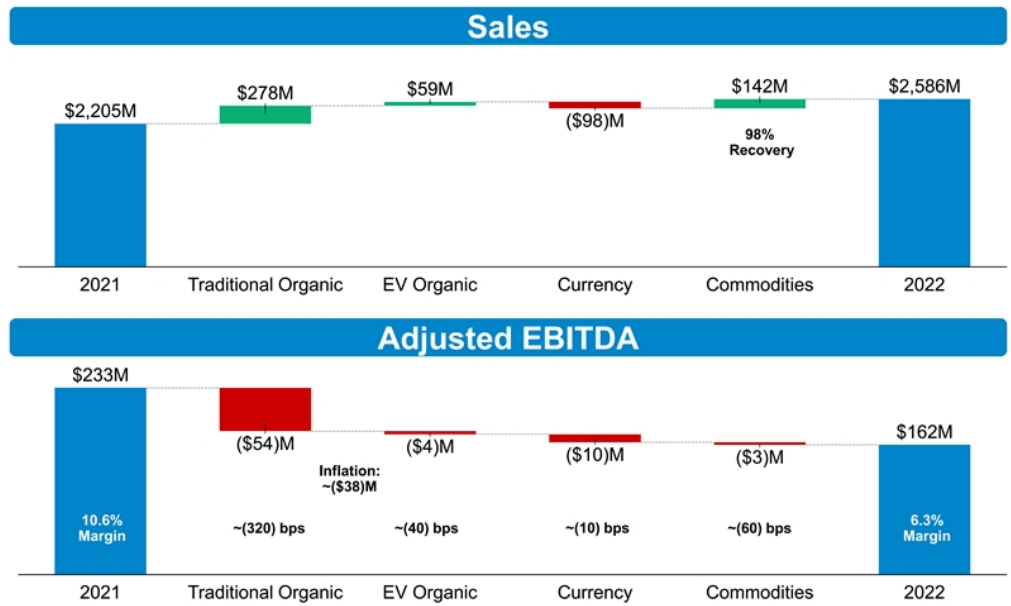 Sales
$2,205M
$278M
$59M
($98)M
$142M
$2,586M
98%
Recovery
2021
Traditional Organic
EV Organic
Currency
Commodities
2022
Adjusted EBITDA
$233M
($54)M
($4)M
($10)M
($3)M
$162M
Inflation:
~($38)M
10.6%
Margin
~(320) bps
~(40) bps
~(10) bps
~(60) bps
6.3%
Margin
2021
Traditional Organic
EV Organic
Currency
Commodities
2022